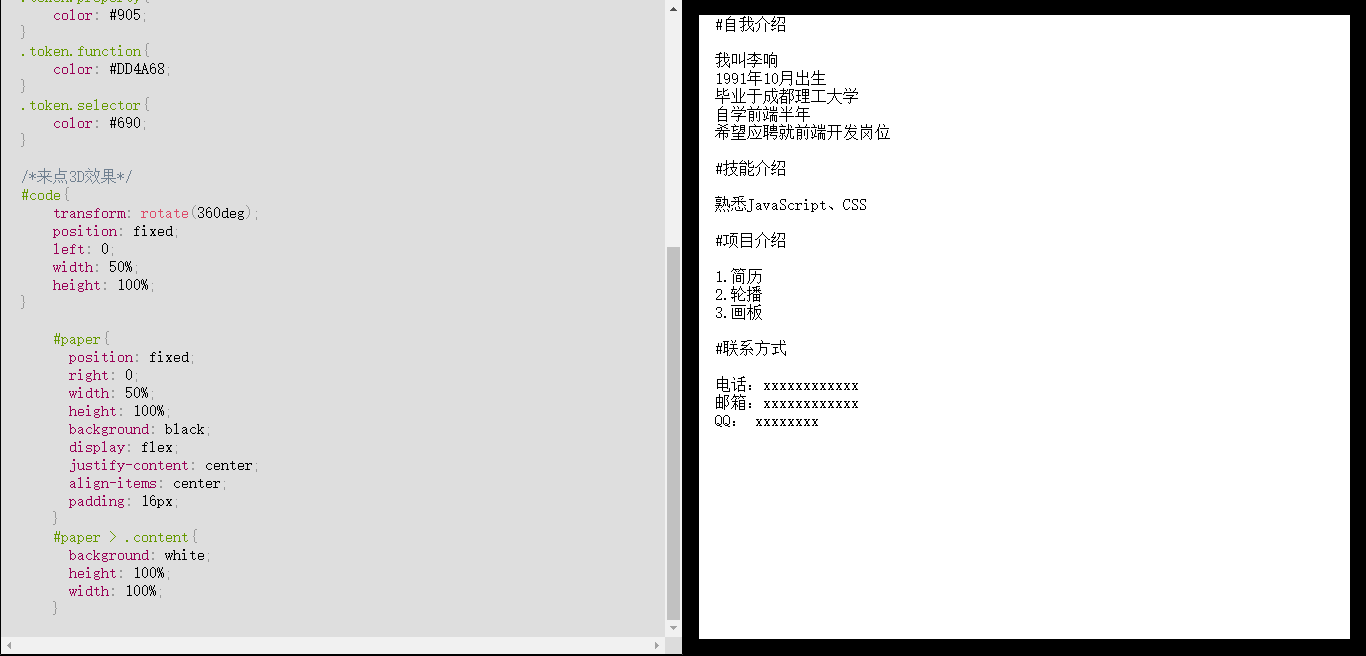 .token.property{
color: #905;
}
.token.function{
color: #DD4A68;
}
.token.selector{
color: #690;
}
/*来点3D效果*/
#code{
transform: rotate(360deg);
position: fixed;
left: 0;
width: 50%;
height: 100%;
}
#paper{
position: fixed;
right: 0;
width: 50%;
height: 100%;
background: black;
display: flex;
justify-content: center;
align-items: center;
padding: 16px;
}
#paper > .content{
background: white;
height: 100%;
width: 100%;
}
#自我介绍
我叫李响
1991年10月出生
毕业于成都理工大学
自学前端半年
希望应聘就前端开发岗位
#技能介绍
熟悉JavaScript、CSS
#项目介绍
1.简历
2.轮播
3.画板
#联系方式
电话：xxxxxxxxxxxx
邮箱：xxxxxxxxxxxx
QQ： xxxxxxxx